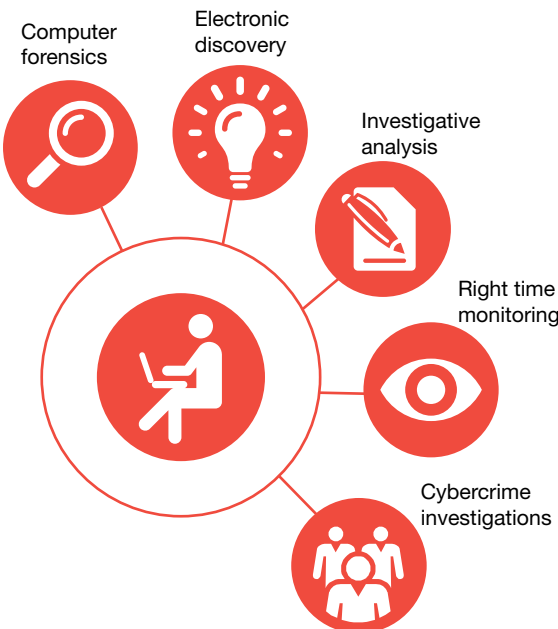 Computer
forensics
Electronic
discovery
Investigative
analysis
Right time
monitoring
Cybercrime
investigations